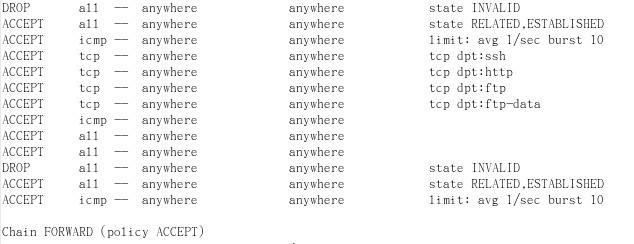 DROP all -- anywhere anywhere state INVALID
ACCEPT all -- anywhere anywhere state RELATED,ESTABLISHED
ACCEPT icmp -- anywhere anywhere limit: avg 1/sec burst 10
ACCEPT tcp -- anywhere anywhere tcp dpt:ssh
ACCEPT tcp -- anywhere anywhere tcp dpt:http
ACCEPT tcp -- anywhere anywhere tcp dpt:ftp
ACCEPT tcp -- anywhere anywhere tcp dpt:ftp-data
ACCEPT icmp -- anywhere anywhere
ACCEPT all -- anywhere anywhere
ACCEPT all -- anywhere anywhere
DROP all -- anywhere anywhere state INVALID
ACCEPT all -- anywhere anywhere state RELATED,ESTABLISHED
ACCEPT icmp -- anywhere anywhere limit: avg 1/sec burst 10
Chain FORWARD (policy ACCEPT)